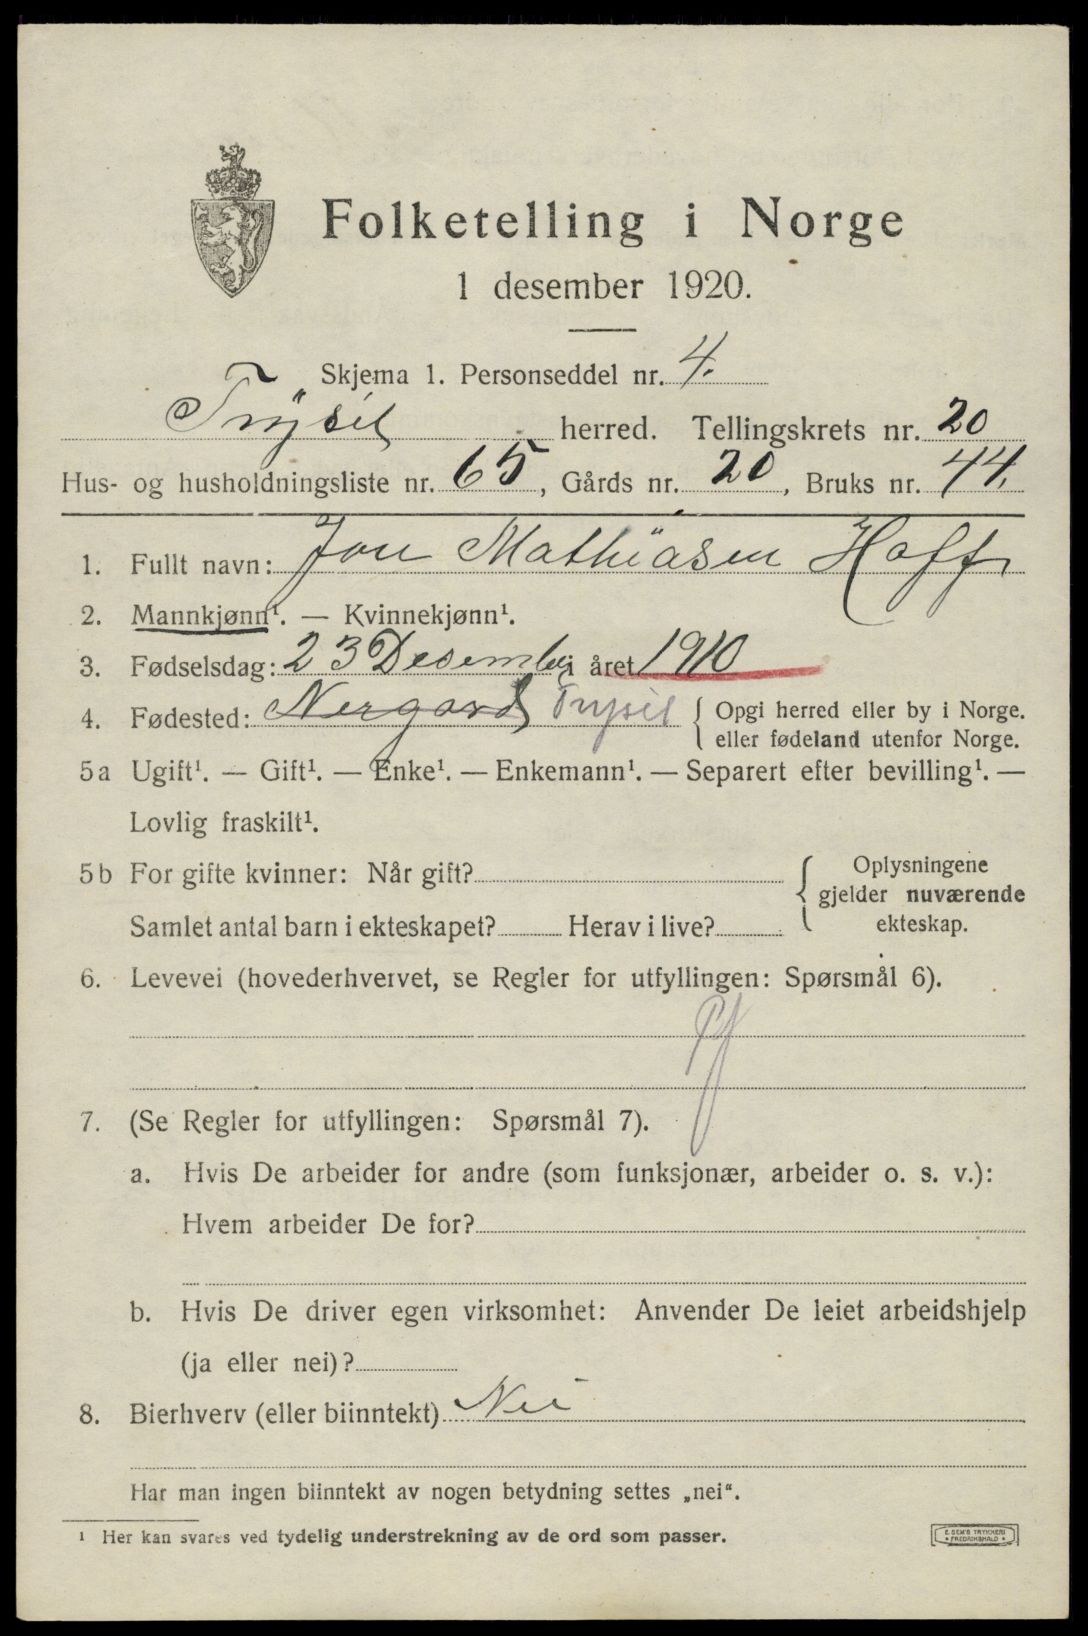 Folketelling i Norge
1 desember 1920.
Skjema 1. Personseddel nr. 4.
Trysil herred. Tellingskrets nr. 20
Hus- og husholdningsliste nr. 65, Gårds nr. 20, Bruks nr. 44.
1. Fullt navn: Jon Mathiasen Hoff
2. Mannkjønn¹. — Kvinnekjønn¹.
3. Fødselsdag: 23 Desember i året 1910
4. Fødested: Nergard Trysil { Opgi herred eller by i Norge.
eller fødeland utenfor Norge.
5a Ugift¹. — Gift¹. — Enke¹. — Enkemann¹. — Separert efter bevilling¹. —
Lovlig fraskilt¹.
5b For gifte kvinner: Når gift? { Oplysningene
gjelder nuværende
Samlet antal barn i ekteskapet? Herav i live? ekteskap.
6. Levevei (hovederhvervet, se Regler for utfyllingen: Spørsmål 6).
7. (Se Regler for utfyllingen: Spørsmål 7).
a. Hvis De arbeider for andre (som funksjonær, arbeider o. s. v.):
Hvem arbeider De for?
b. Hvis De driver egen virksomhet: Anvender De leiet arbeidshjelp
(ja eller nei)?
8. Bierhverv (eller biinntekt) Nei
Har man ingen biinntekt av nogen betydning settes „nei“.
¹ Her kan svares ved tydelig understrekning av de ord som passer.
E. SEM'S TRYKKERI
• FREDRIKSHALD •